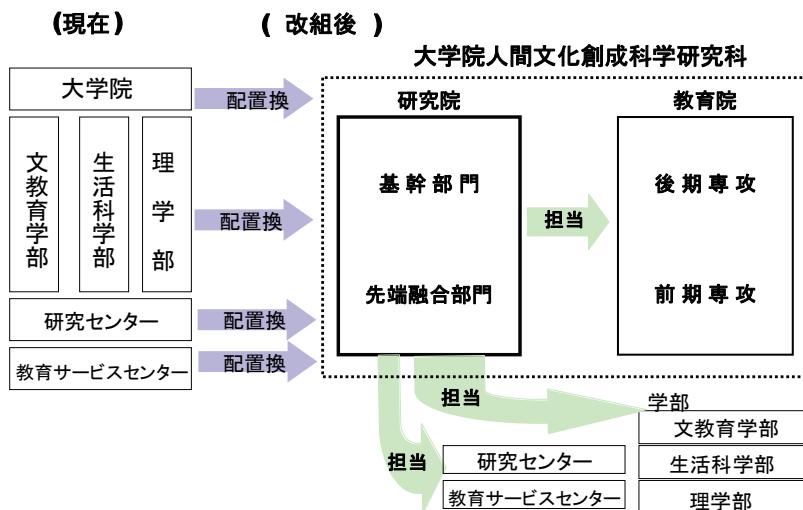 (現在)
( 改組後 )
大学院人間文化創成科学研究科
大学院
配置換
研究院
教育院
文教育学部
生活科学部
理学部
基幹部門
後期専攻
配置換
担当
先端融合部門
前期専攻
研究センター
配置換
教育サービスセンター
配置換
担当
学部
文教育学部
担当
研究センター
生活科学部
教育サービスセンター
理学部